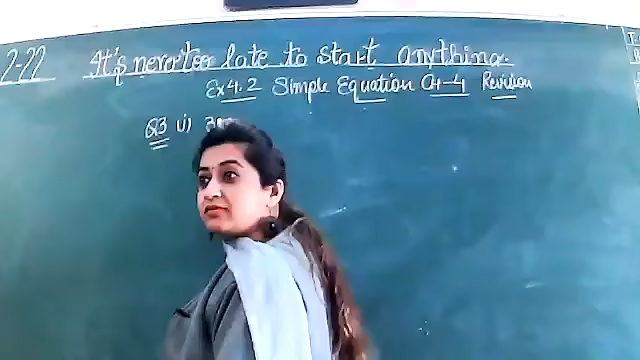 2-22 It's never too late to start anything.
Ex 4.2 Simple Equation Ch-4 Revision
Q3 i)